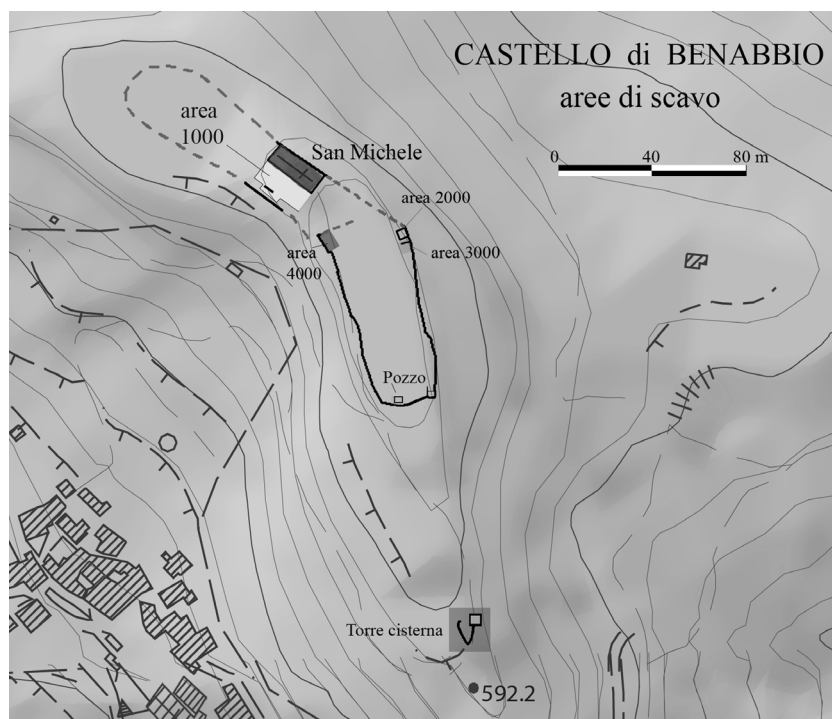 CASTELLO di BENABBIO
aree di scavo
0 40 80 m
area
1000
San Michele
area 2000
area
4000
area 3000
Pozzo
Torre cisterna
592.2